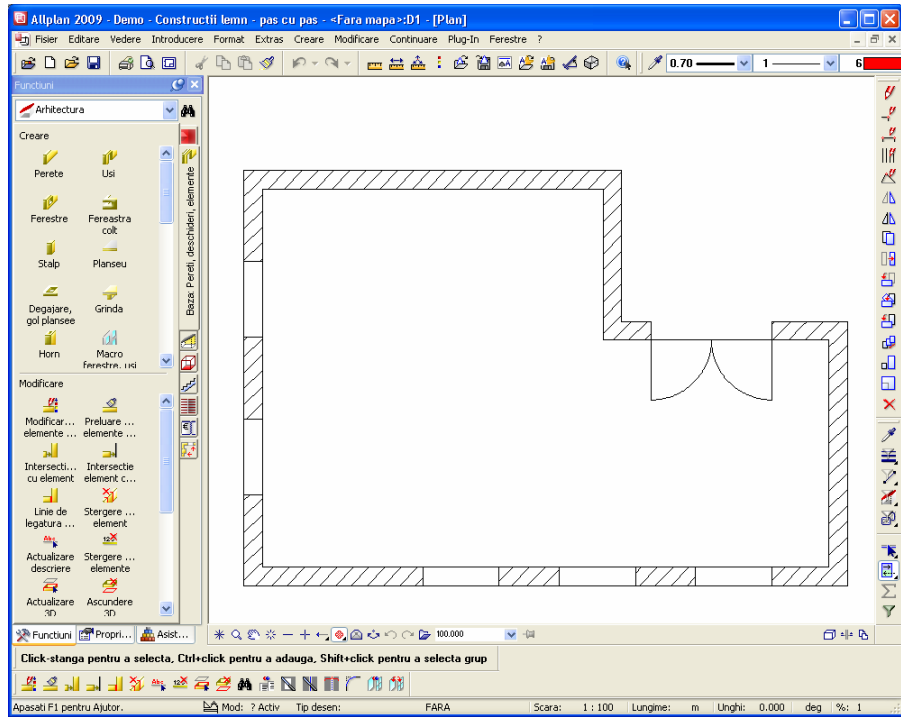 Allplan 2009 - Demo - Constructii lemn - pas cu pas - <Fara mapa>:D1 - [Plan]
Fisier Editare Vedere Introducere Format Extras Creare Modificare Continuare Plug-In Ferestre ?
0.70 1 6
Functiuni
Arhitectura
Creare
Perete Usi
Ferestre Fereastra
colt
Stalp Planseu
Degajare, Grinda
gol plansee
Horn Macro
ferestre, usi
Baza: Pereti, deschideri, elemente
Modificare
Modificar... Preluare ...
elemente ... elemente ...
Intersecti... Intersectie
cu element element c...
Linie de Stergere ...
legatura ... element
Actualizare Stergere ...
descriere elemente
Actualizare Ascundere
3D 3D
Functiuni Propri... Asist...
100.000
Click-stanga pentru a selecta, Ctrl+click pentru a adauga, Shift+click pentru a selecta grup
Apasati F1 pentru Ajutor. Mod: ? Activ Tip desen: FARA Scara: 1 : 100 Lungime: m Unghi: 0.000 deg %: 1